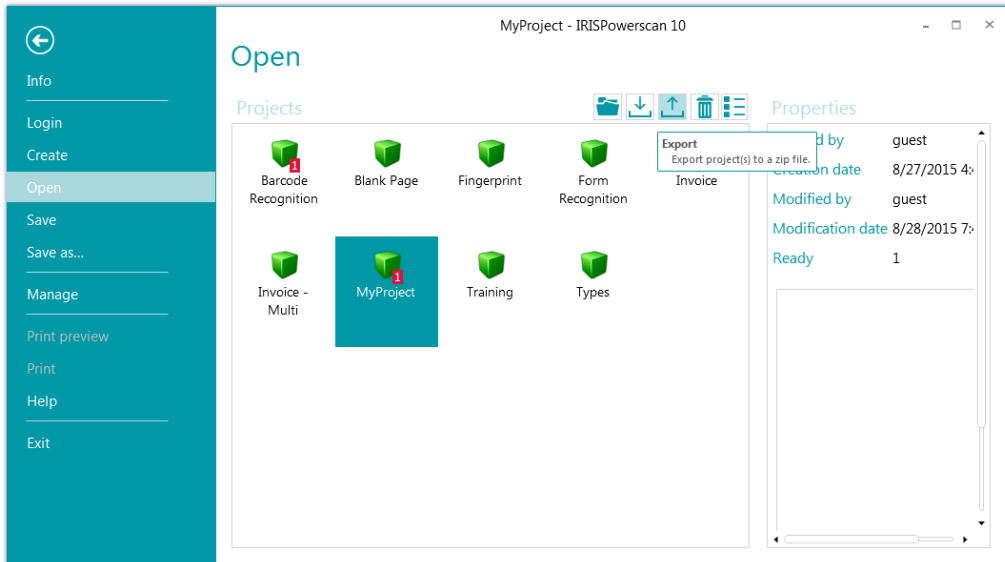 MyProject - IRISPowerscan 10
Info
Login
Create
Open
Save
Save as...
Manage
Print preview
Print
Help
Exit
Open
Projects
1
Barcode
Recognition
Blank Page
Fingerprint
Form
Recognition
Invoice
Invoice -
Multi
1
MyProject
Training
Types
Export
Export project(s) to a zip file.
Properties
d by guest
date 8/27/2015 4:
Modified by guest
Modification date 8/28/2015 7:
Ready 1